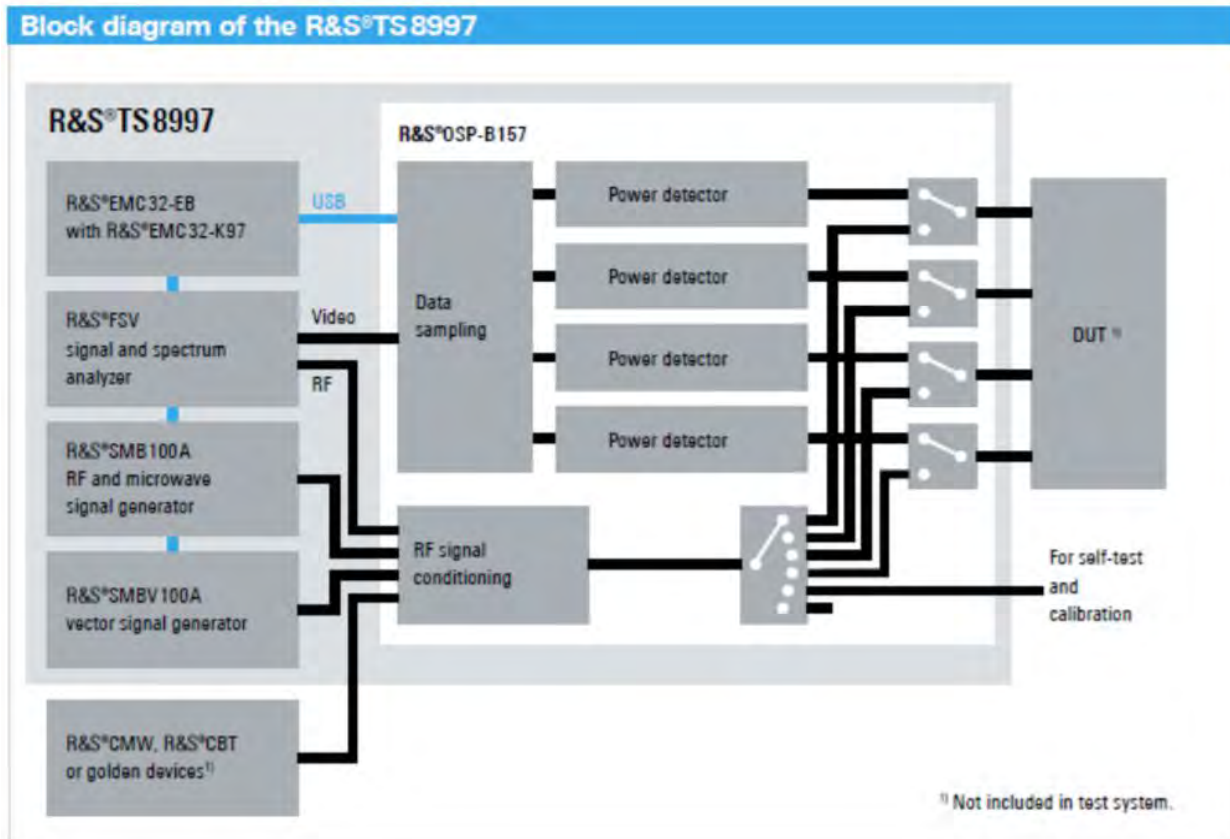 Block diagram of the R&S®TS8997
R&S®TS8997
R&S®OSP-B157
R&S®EMC32-EB
with R&S®EMC32-K97
USB
Power detector
Power detector
Data
sampling
Power detector
Power detector
R&S®FSV
signal and spectrum
analyzer
Video
RF
DUT ¹⁾
R&S®SMB100A
RF and microwave
signal generator
RF signal
conditioning
For self-test
and
calibration
R&S®SMBV100A
vector signal generator
R&S®CMW, R&S®CBT
or golden devices¹⁾
¹⁾ Not included in test system.